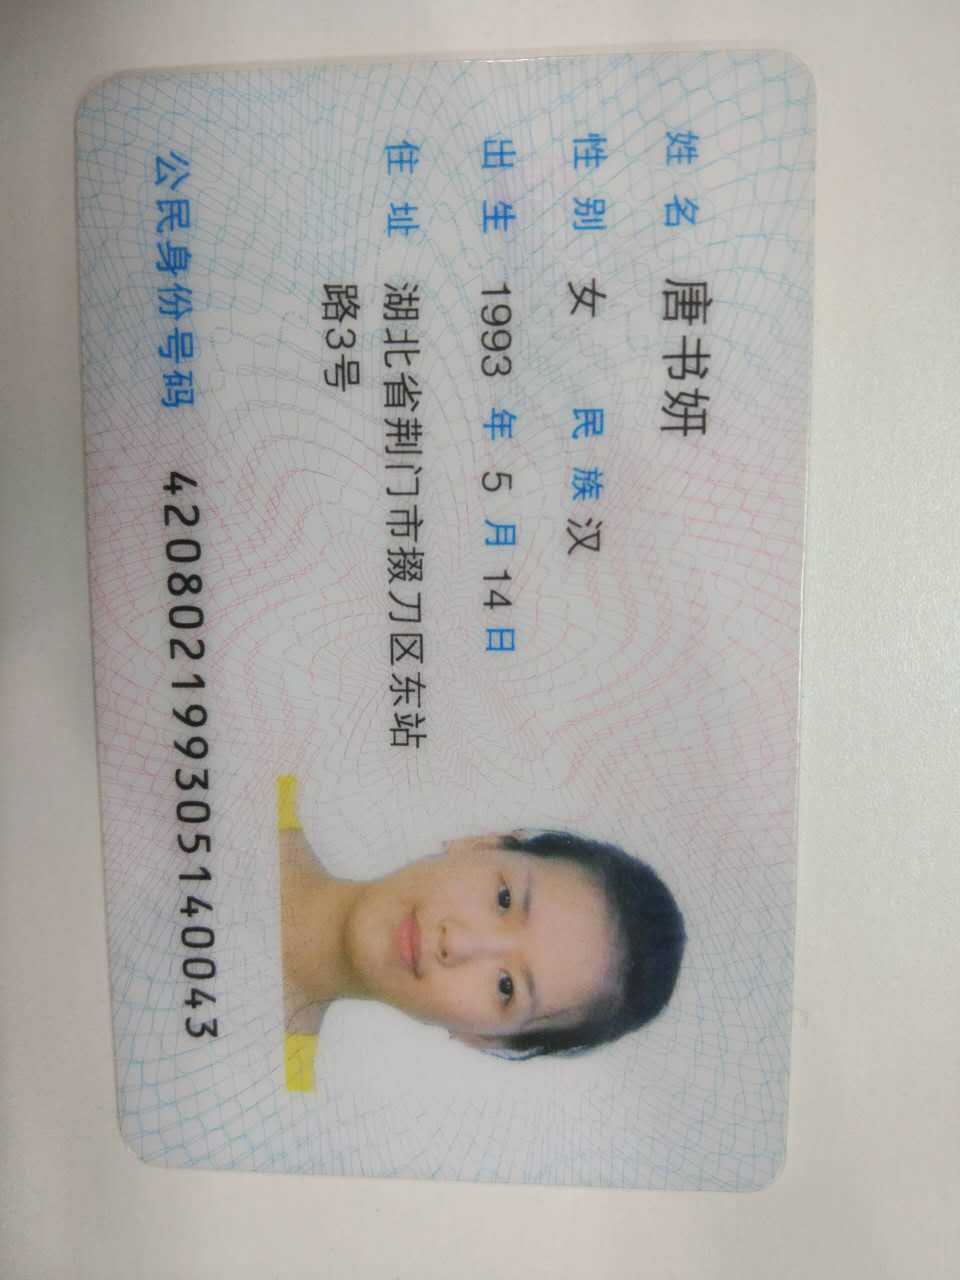 姓名 唐书妍
性别 女 民族 汉
出生 1993 年 5 月 14 日
住址 湖北省荆门市掇刀区东站
路3号
公民身份号码 420802199305140043